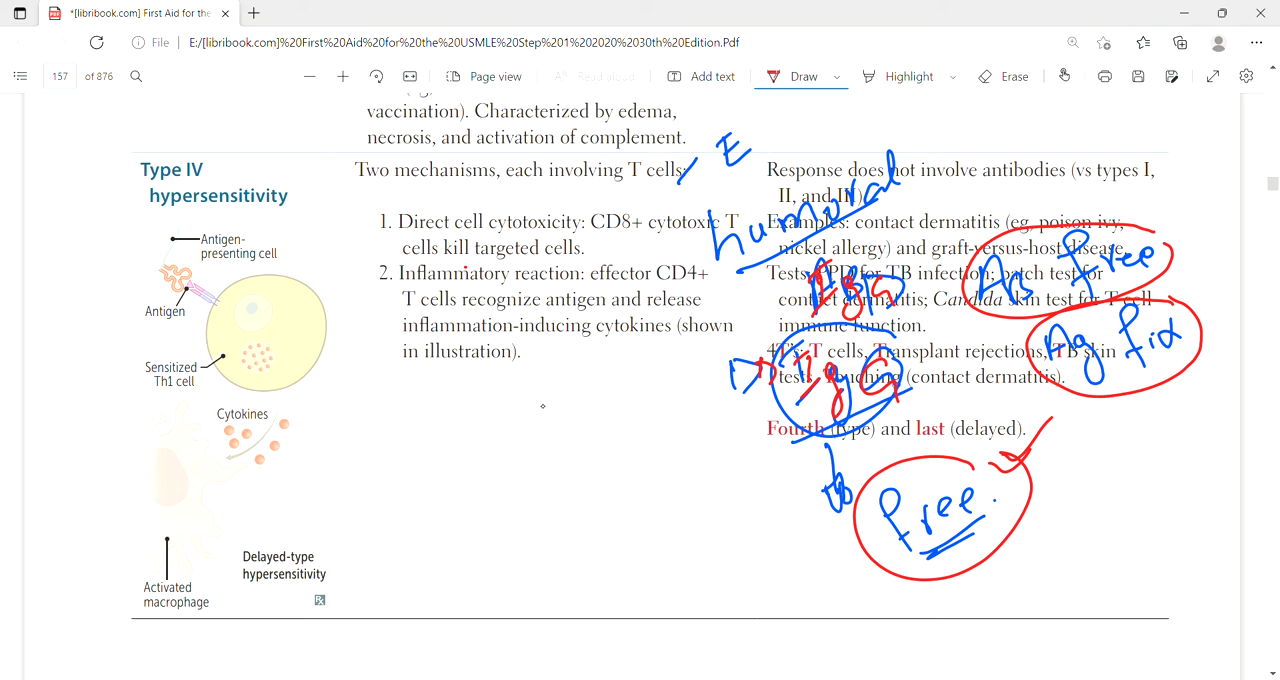 *[libribook.com] First Aid for the
File E:/[libribook.com]%20First%20Aid%20for%20the%20USMLE%20Step%201%202020%2030th%20Edition.Pdf
157 of 876 Page view Read aloud Add text Draw Highlight Erase
vaccination). Characterized by edema,
necrosis, and activation of complement.
Type IV
hypersensitivity
Antigen-
presenting cell
Antigen
Sensitized
Th1 cell
Cytokines
Delayed-type
hypersensitivity
Activated
macrophage
Rx
Two mechanisms, each involving T cells:
1. Direct cell cytotoxicity: CD8+ cytotoxic T
cells kill targeted cells.
2. Inflammatory reaction: effector CD4+
T cells recognize antigen and release
inflammation-inducing cytokines (shown
in illustration).
Response does not involve antibodies (vs types I,
II, and III).
Examples: contact dermatitis (eg, poison ivy,
nickel allergy) and graft-versus-host disease.
Tests: PPD for TB infection; patch test for
contact dermatitis; Candida skin test for T cell
immune function.
4T's: T cells, Transplant rejections, TB skin
tests, Touching (contact dermatitis).
Fourth (type) and last (delayed).
E
humoral
IgG
Ab free
Ag fix
IgG
free.